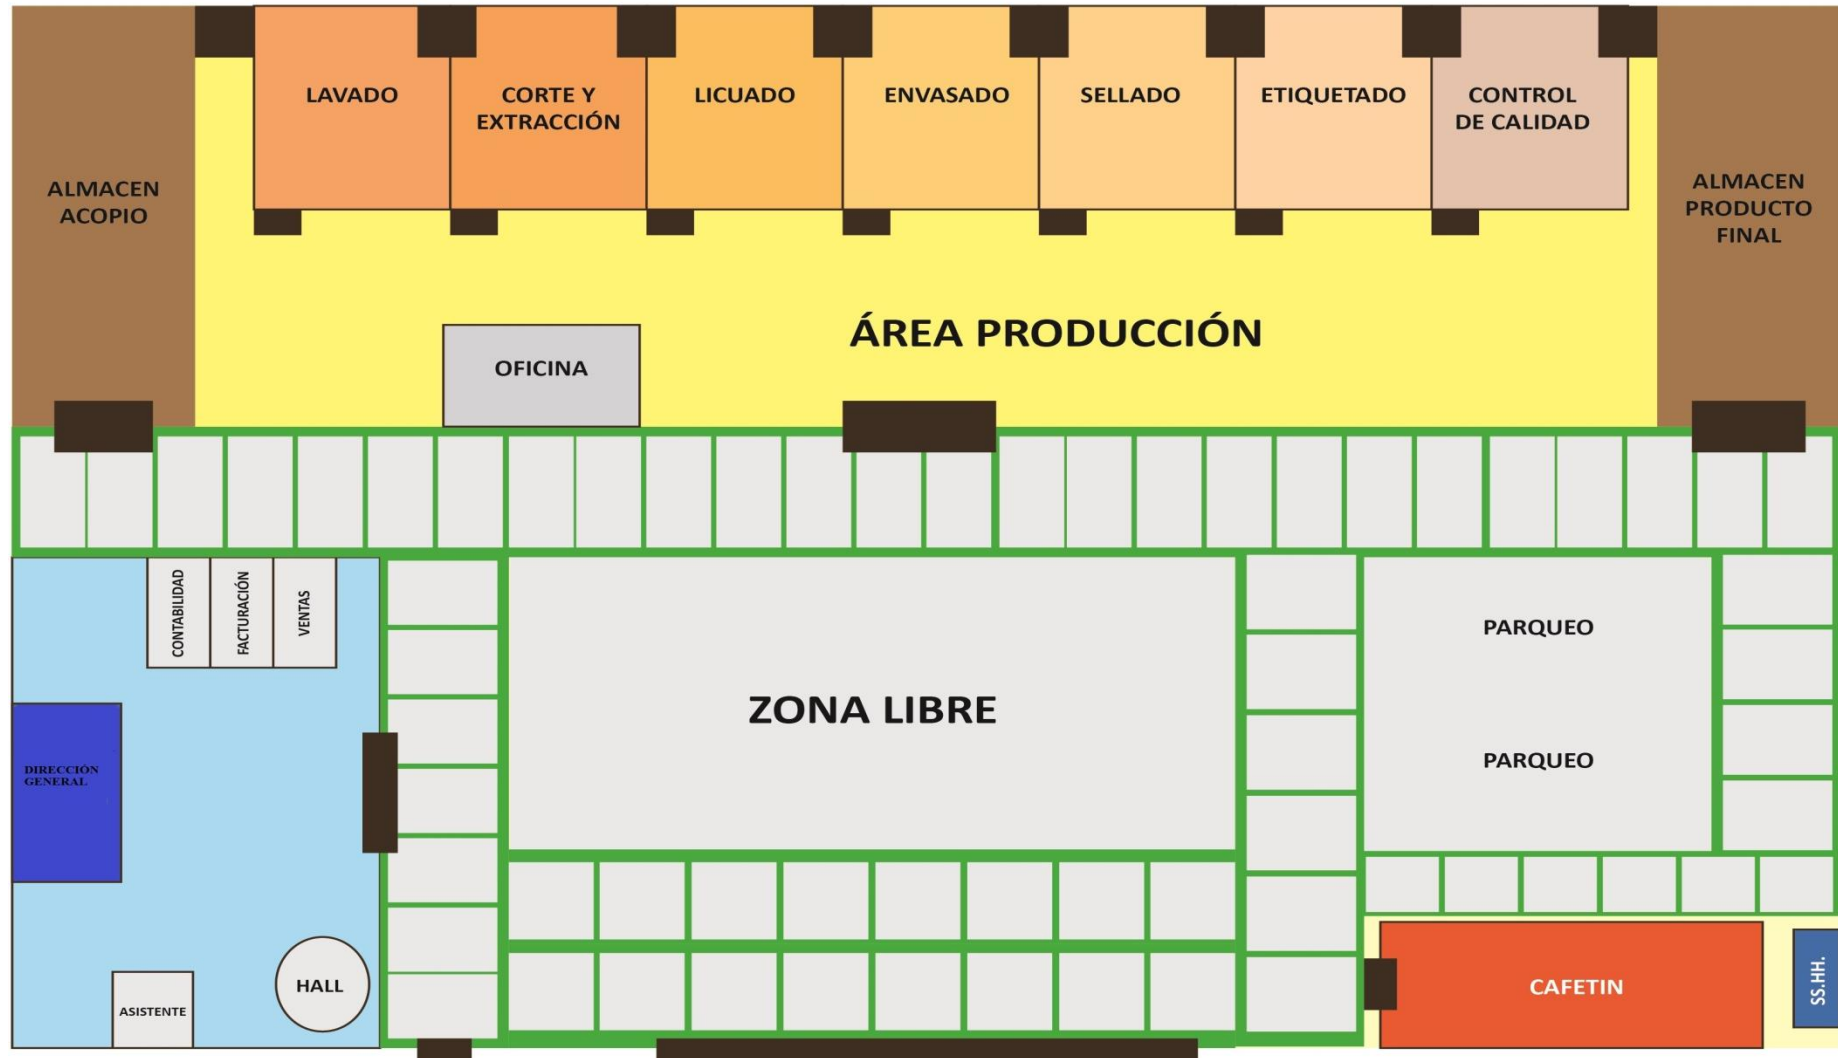 LAVADO
CORTE Y
EXTRACCIÓN
LICUADO
ENVASADO
SELLADO
ETIQUETADO
CONTROL
DE CALIDAD
ALMACEN
ACOPIO
ALMACEN
PRODUCTO
FINAL
ÁREA PRODUCCIÓN
OFICINA
CONTABILIDAD
FACTURACIÓN
VENTAS
PARQUEO
ZONA LIBRE
PARQUEO
DIRECCIÓN
GENERAL
HALL
ASISTENTE
CAFETIN
SS.HH.